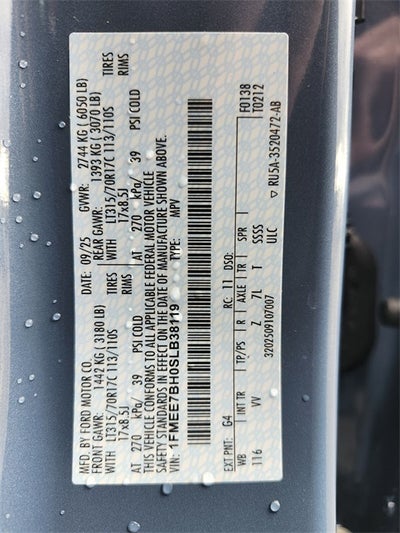 MFD. BY FORD MOTOR CO. 09/25 GVWR: 2744 KG ( 6050 LB)
FRONT GAWR: 1442 KG ( 3180 LB) REAR GAWR: 1393 KG ( 3070 LB)
WITH LT315/70R17C 113/110S TIRES WITH LT315/70R17C 113/110S TIRES
17x8.5J RIMS 17x8.5J RIMS
AT 270 kPa/ 39 PSI COLD AT 270 kPa/ 39 PSI COLD
THIS VEHICLE CONFORMS TO ALL APPLICABLE FEDERAL MOTOR VEHICLE
SAFETY STANDARDS IN EFFECT ON THE DATE OF MANUFACTURE SHOWN ABOVE.
VIN: 1FMEE7BH0SLB38119 TYPE: MPV
F0138
T0212
EXT PNT: G4 RC: 11 DSO:
WB INT TR TP/PS R AXLE TR SPR
116 VV Z 7L T SSSS
3202509107007 ULC
▽ RU5A-3520472-AB